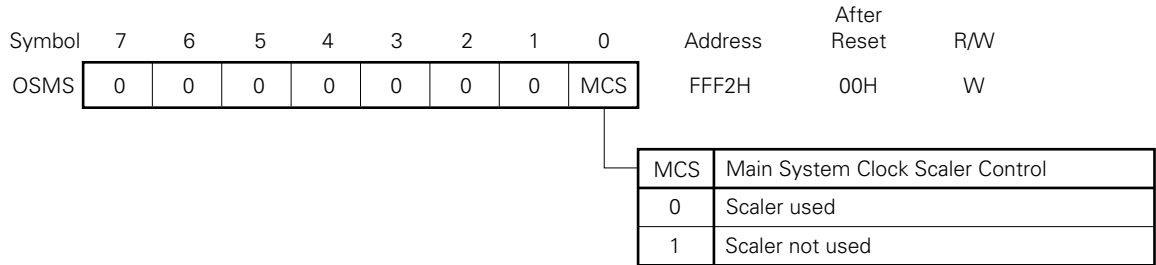 After
Symbol 7 6 5 4 3 2 1 0 Address Reset R/W
OSMS 0 0 0 0 0 0 0 MCS FFF2H 00H W
MCS Main System Clock Scaler Control
0 Scaler used
1 Scaler not used